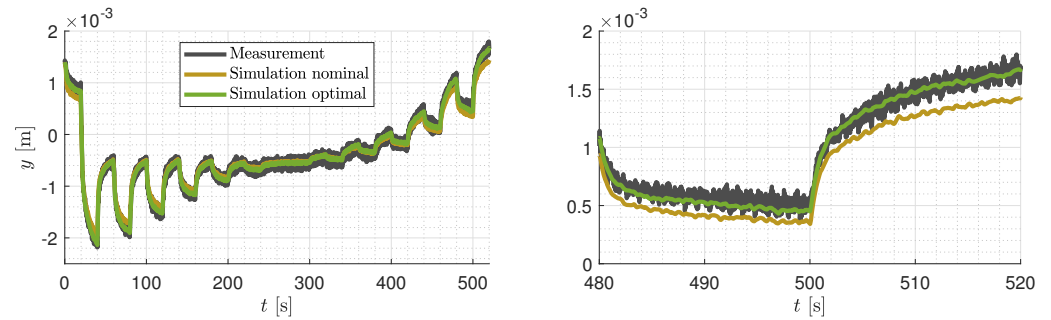 ×10⁻³
2
1
0
-1
-2
y [m]
Measurement
Simulation nominal
Simulation optimal
0 100 200 300 400 500
t [s]
×10⁻³
2
1.5
1
0.5
0
y [m]
480 490 500 510 520
t [s]